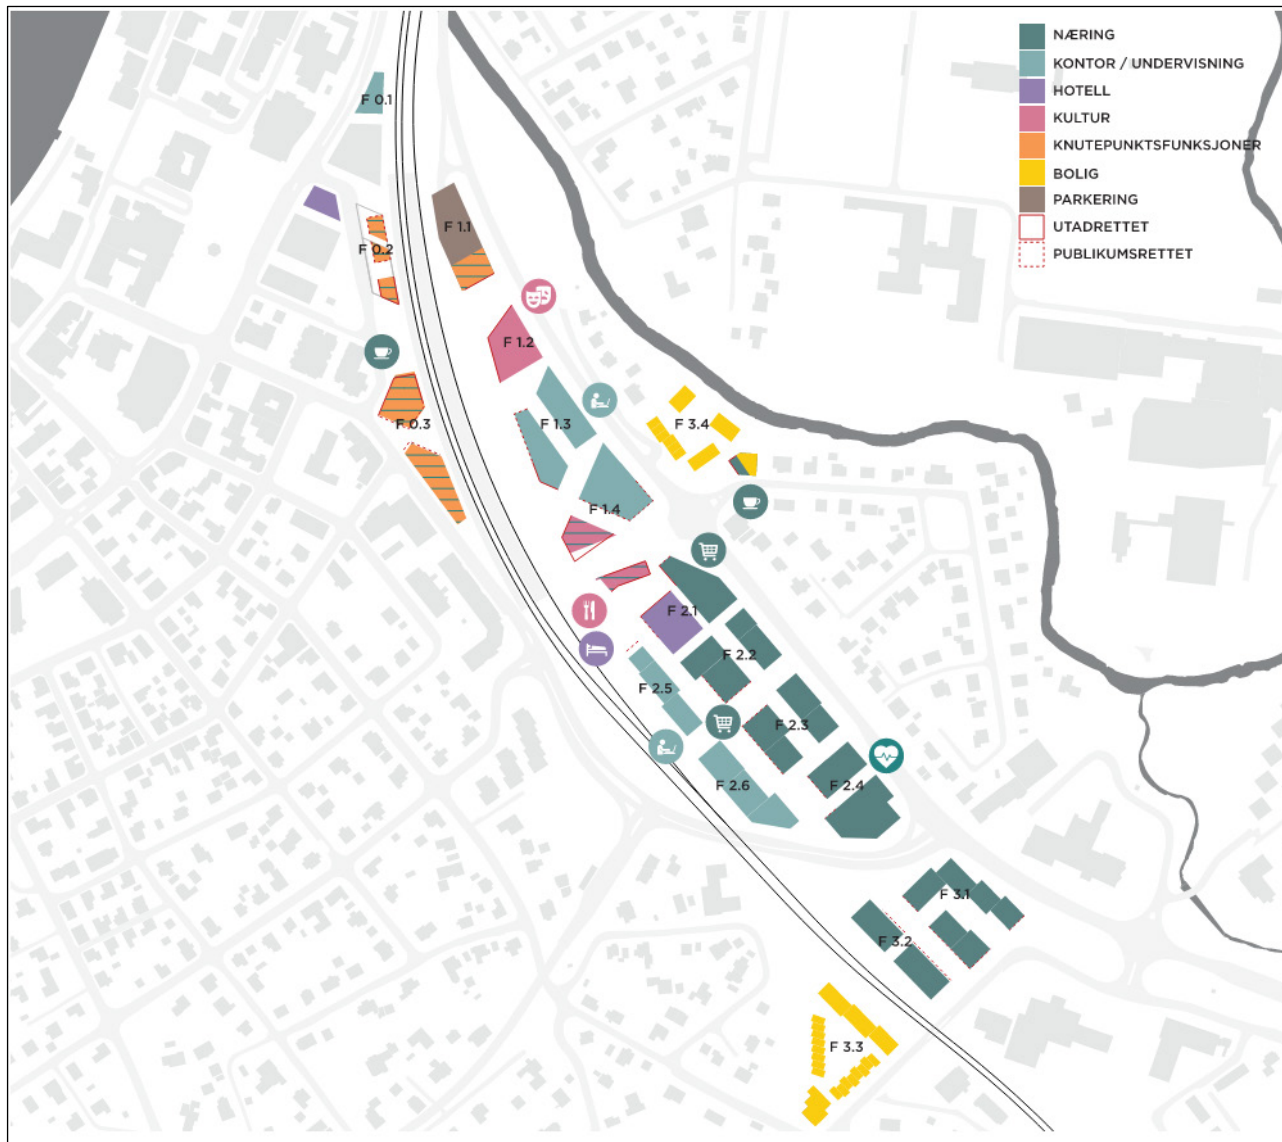 NÆRING
KONTOR / UNDERVISNING
HOTELL
KULTUR
KNUTEPUNKTSFUNKSJONER
BOLIG
PARKERING
UTADRETTET
PUBLIKUMSRETTET
F 0.1
F 1.1
F 0.2
F 1.2
F 0.3
F 1.3
F 3.4
F 1.4
F 2.1
F 2.2
F 2.5
F 2.3
F 2.6
F 2.4
F 3.1
F 3.2
F 3.3